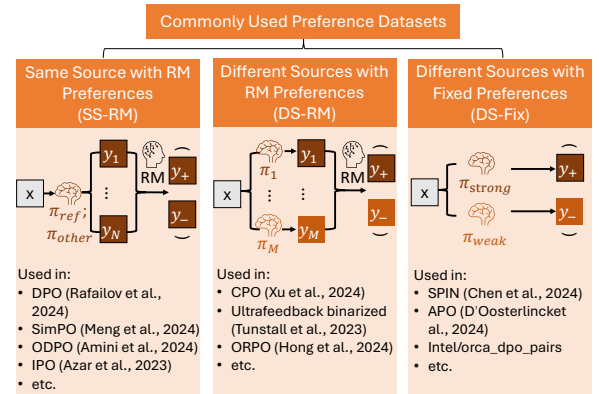 Commonly Used Preference Datasets
Same Source with RM
Preferences
(SS-RM)
x
π_ref;
π_other
y_1
⋮
y_N
RM
y_+
y_-
Used in:
• DPO (Rafailov et al.,
2024)
• SimPO (Meng et al., 2024)
• ODPO (Amini et al., 2024)
• IPO (Azar et al., 2023)
• etc.
Different Sources with
RM Preferences
(DS-RM)
x
π_1
⋮
π_M
y_1
⋮
y_M
RM
y_+
y_-
Used in:
• CPO (Xu et al., 2024)
• Ultrafeedback binarized
(Tunstall et al., 2023)
• ORPO (Hong et al., 2024)
• etc.
Different Sources with
Fixed Preferences
(DS-Fix)
x
π_strong
π_weak
y_+
y_-
Used in:
• SPIN (Chen et al., 2024)
• APO (D'Oosterlincket
al., 2024)
• Intel/orca_dpo_pairs
• etc.